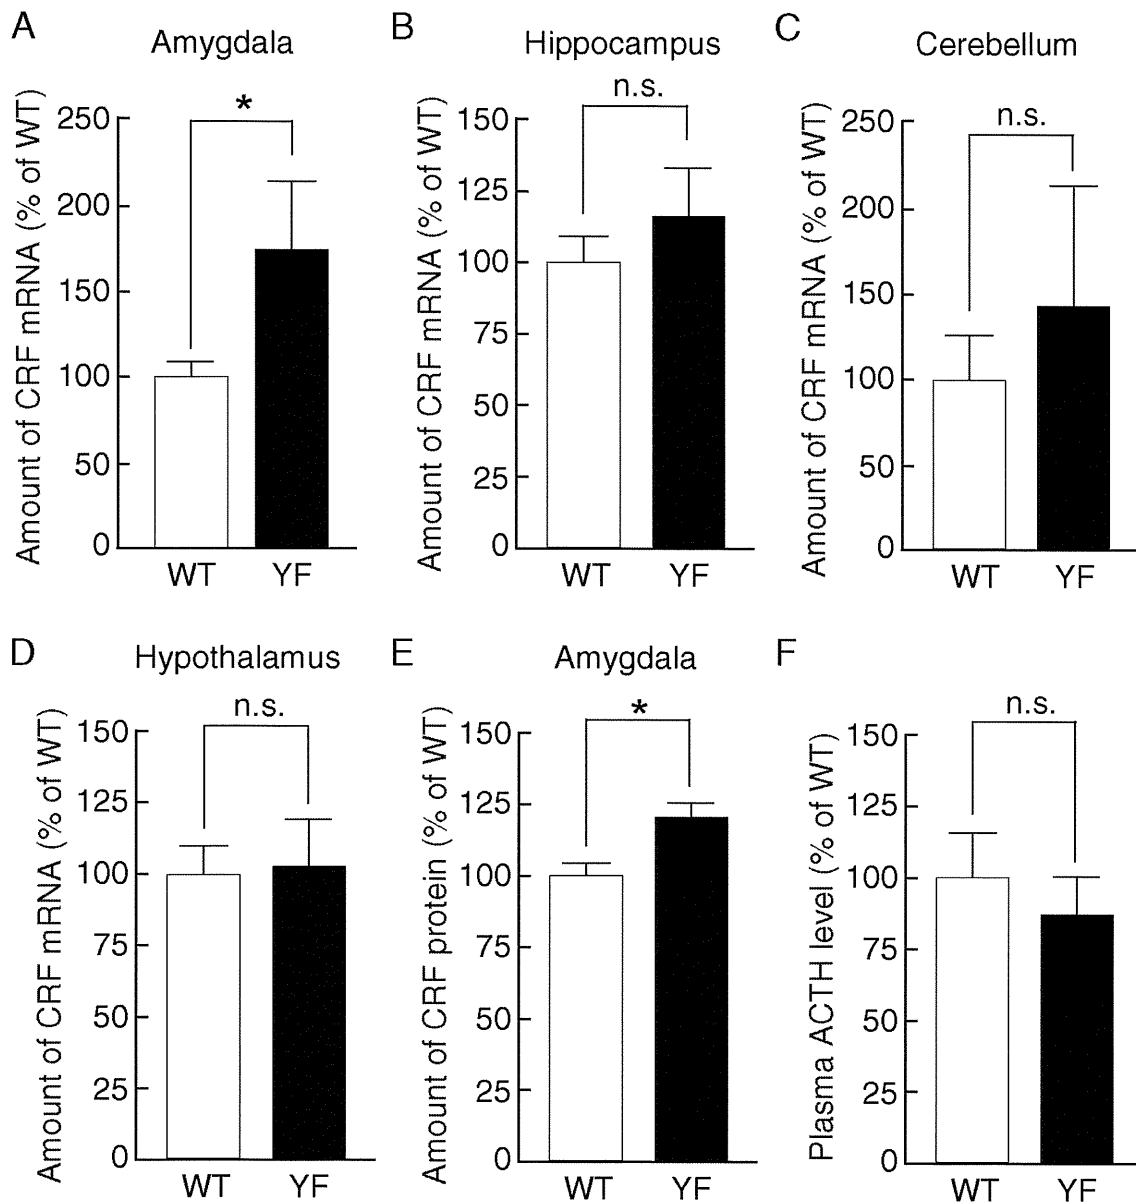 A
Amygdala
*
Amount of CRF mRNA (% of WT)
250
200
150
100
50
0
WT YF
B
Hippocampus
n.s.
Amount of CRF mRNA (% of WT)
150
125
100
75
50
25
0
WT YF
C
Cerebellum
n.s.
Amount of CRF mRNA (% of WT)
250
200
150
100
50
0
WT YF
D
Hypothalamus
n.s.
Amount of CRF mRNA (% of WT)
150
125
100
75
50
25
0
WT YF
E
Amygdala
*
Amount of CRF protein (% of WT)
150
125
100
75
50
25
0
WT YF
F
n.s.
Plasma ACTH level (% of WT)
150
125
100
75
50
25
0
WT YF